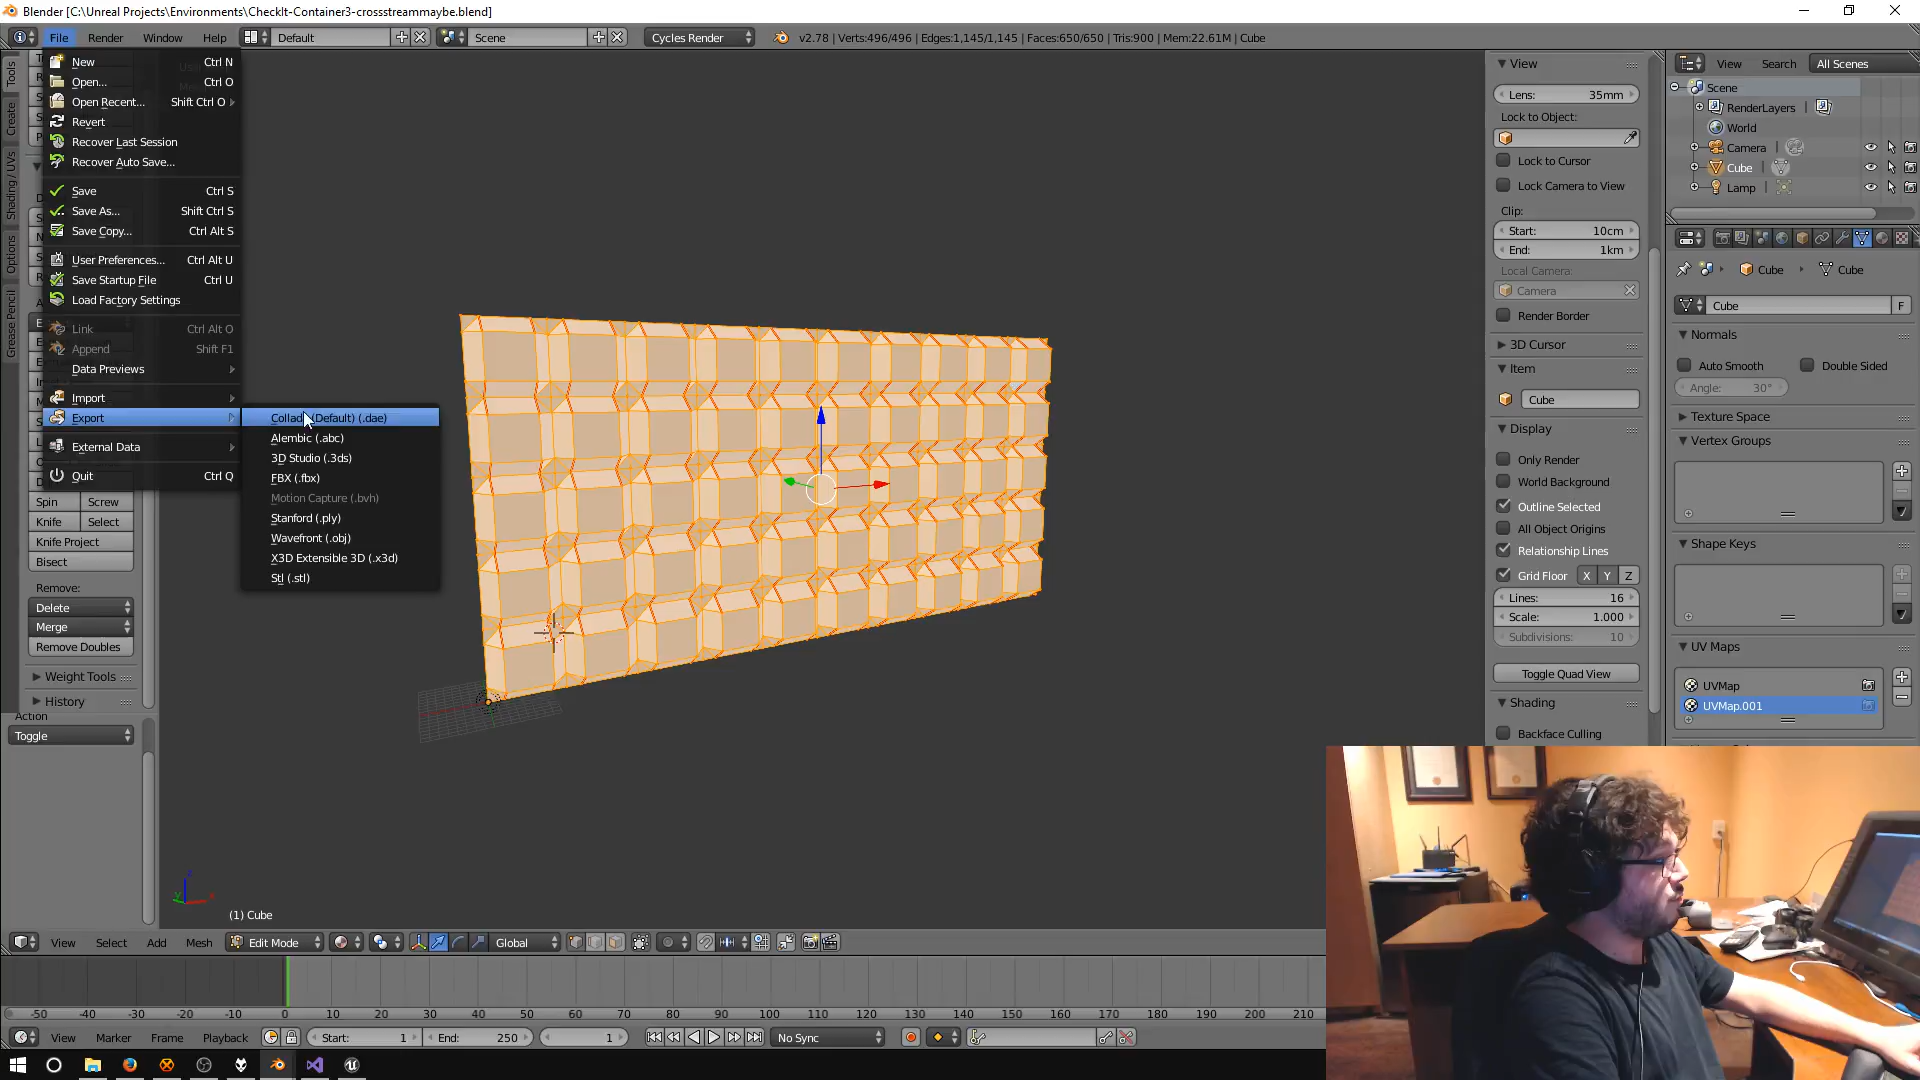 Blender [C:\Unreal Projects\Environments\CheckIt-Container3-crossstreammaybe.blend]
File Render Window Help Default Scene Cycles Render v2.78 | Verts:496/496 | Edges:1,145/1,145 | Faces:650/650 | Tris:900 | Mem:22.61M | Cube
New Ctrl N
Open... Ctrl O
Open Recent... Shift Ctrl O
Revert
Recover Last Session
Recover Auto Save...
Save Ctrl S
Save As... Shift Ctrl S
Save Copy... Ctrl Alt S
User Preferences... Ctrl Alt U
Save Startup File Ctrl U
Load Factory Settings
Link Ctrl Alt O
Append Shift F1
Data Previews
Import
Export
External Data
Quit Ctrl Q
(Default) (.dae)
Alembic (.abc)
3D Studio (.3ds)
FBX (.fbx)
Motion Capture (.bvh)
Stanford (.ply)
Wavefront (.obj)
X3D Extensible 3D (.x3d)
Stl (.stl)
Tools
Create
Shading / UVs
Options
Grease Pencil
Spin Screw
Knife Select
Knife Project
Bisect
Remove:
Delete
Merge
Remove Doubles
Weight Tools
History
Action
Toggle
(1) Cube
View
Lens: 35mm
Lock to Object:
Lock to Cursor
Lock Camera to View
Clip:
Start: 10cm
End: 1km
Local Camera:
Camera
Render Border
3D Cursor
Item
Cube
Display
Only Render
World Background
Outline Selected
All Object Origins
Relationship Lines
Grid Floor X Y Z
Lines: 16
Scale: 1.000
Subdivisions: 10
Toggle Quad View
Shading
Backface Culling
View Search All Scenes
Scene
RenderLayers
World
Camera
Cube
Lamp
Cube Cube
Cube F
Normals
Auto Smooth Double Sided
Angle: 30°
Texture Space
Vertex Groups
Shape Keys
UV Maps
UVMap
UVMap.001
View Select Add Mesh Edit Mode Global
-50 -40 -30 -20 -10 0 10 20 30 40 50 60 70 80 90 100 110 120 130 140 150 160 170 180 190 200 210
View Marker Frame Playback Start: 1 End: 250 1 No Sync